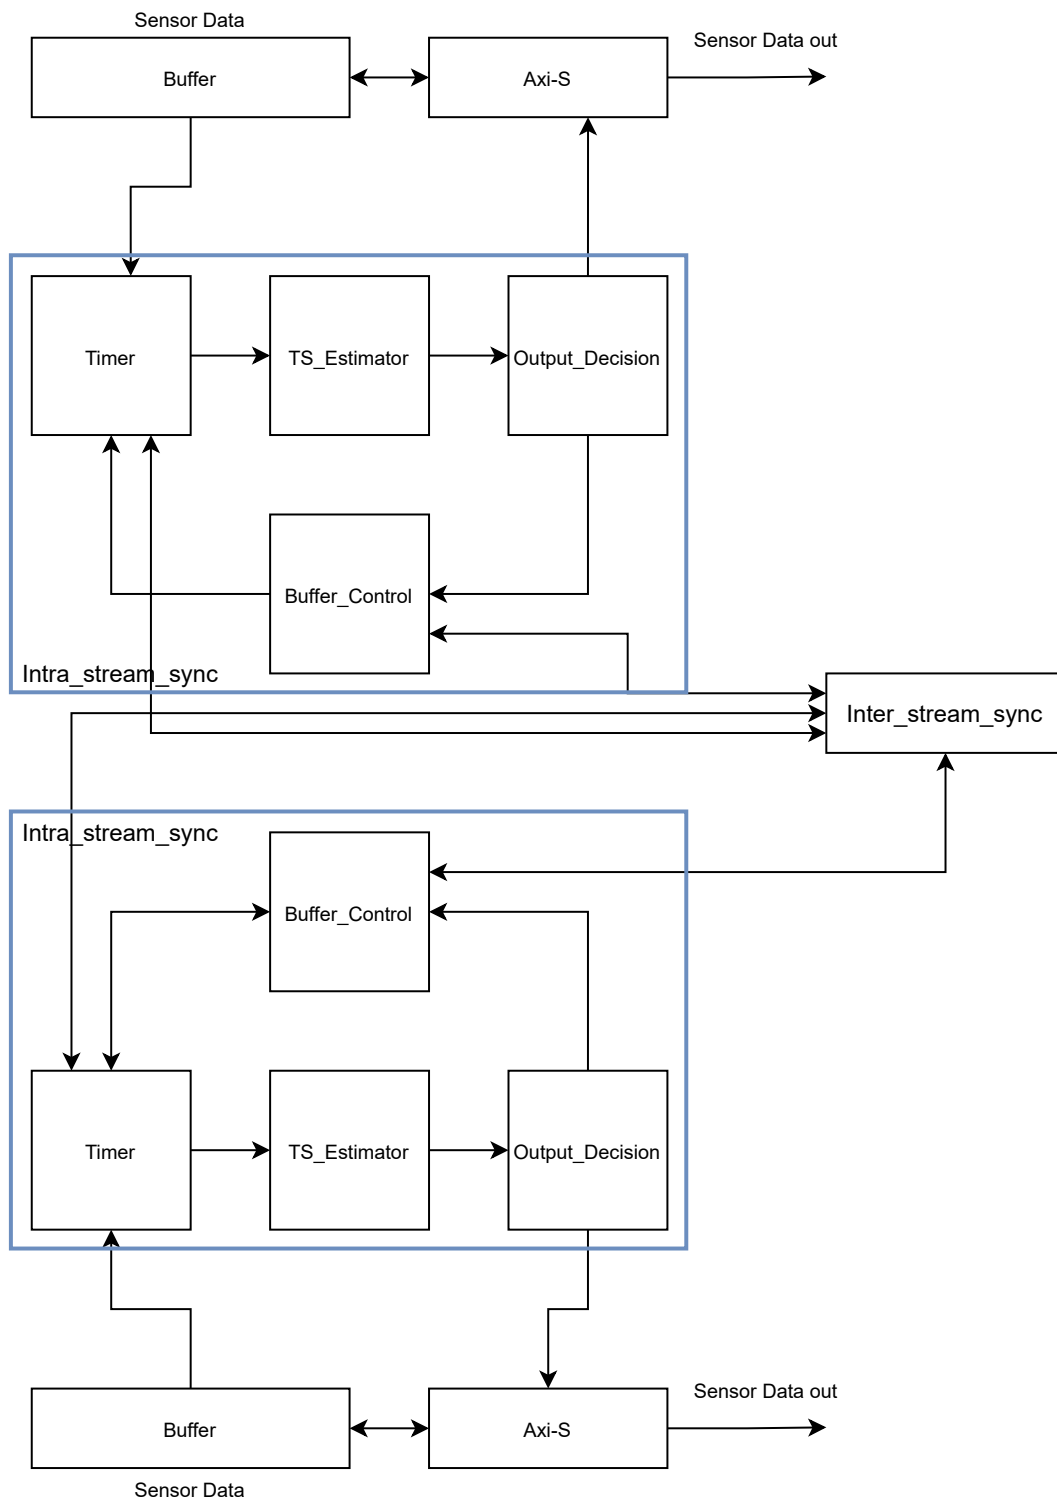 Sensor Data
Sensor Data out
Buffer
Axi-S
Timer
TS_Estimator
Output_Decision
Buffer_Control
Intra_stream_sync
Inter_stream_sync
Intra_stream_sync
Buffer_Control
Timer
TS_Estimator
Output_Decision
Sensor Data out
Buffer
Axi-S
Sensor Data